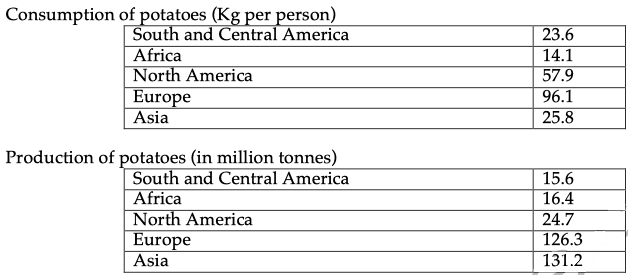 Consumption of potatoes (Kg per person)
South and Central America 23.6
Africa 14.1
North America 57.9
Europe 96.1
Asia 25.8
Production of potatoes (in million tonnes)
South and Central America 15.6
Africa 16.4
North America 24.7
Europe 126.3
Asia 131.2